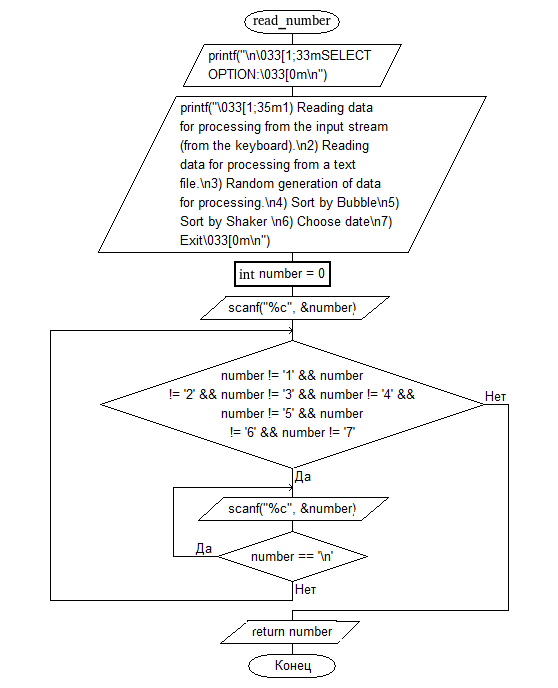 read_number
printf("\n\033[1;33mSELECT
OPTION:\033[0m\n")
printf("\033[1;35m1) Reading data
for processing from the input stream
(from the keyboard).\n2) Reading
data for processing from a text
file.\n3) Random generation of data
for processing.\n4) Sort by Bubble\n5)
Sort by Shaker \n6) Choose date\n7)
Exit\033[0m\n")
int number = 0
scanf("%c", &number)
number != '1' && number
!= '2' && number != '3' && number != '4' &&
number != '5' && number
!= '6' && number != '7'
Нет
Да
scanf("%c", &number)
Да
number == '\n'
Нет
return number
Конец